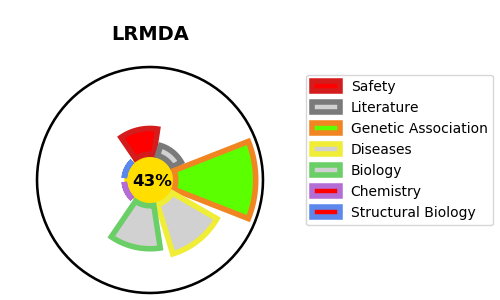 LRMDA
43%
Safety
Literature
Genetic Association
Diseases
Biology
Chemistry
Structural Biology